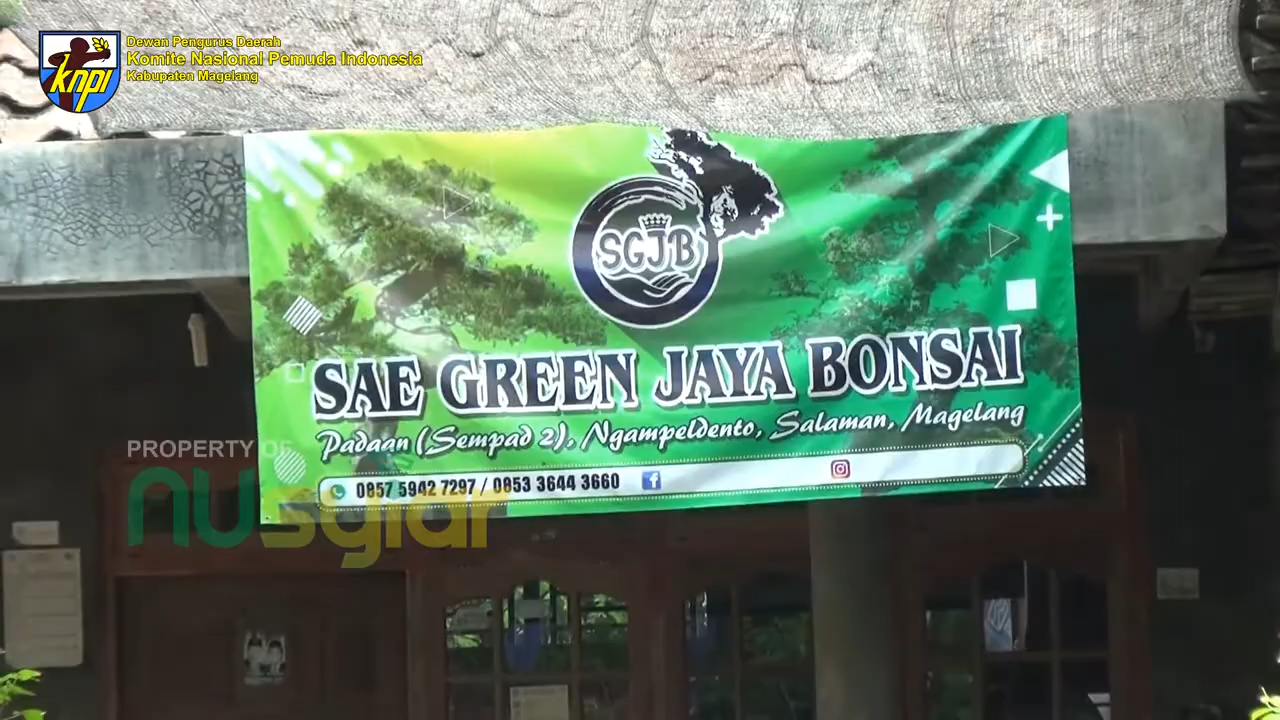 Dewan Pengurus Daerah
Komite Nasional Pemuda Indonesia
Kabupaten Magelang
knpi
SGJB
SAE GREEN JAYA BONSAI
Padaan (Sempad 2), Ngampeldento, Salaman, Magelang
0857 5942 7297 / 0853 3644 3660
PROPERTY OF
nusyiar